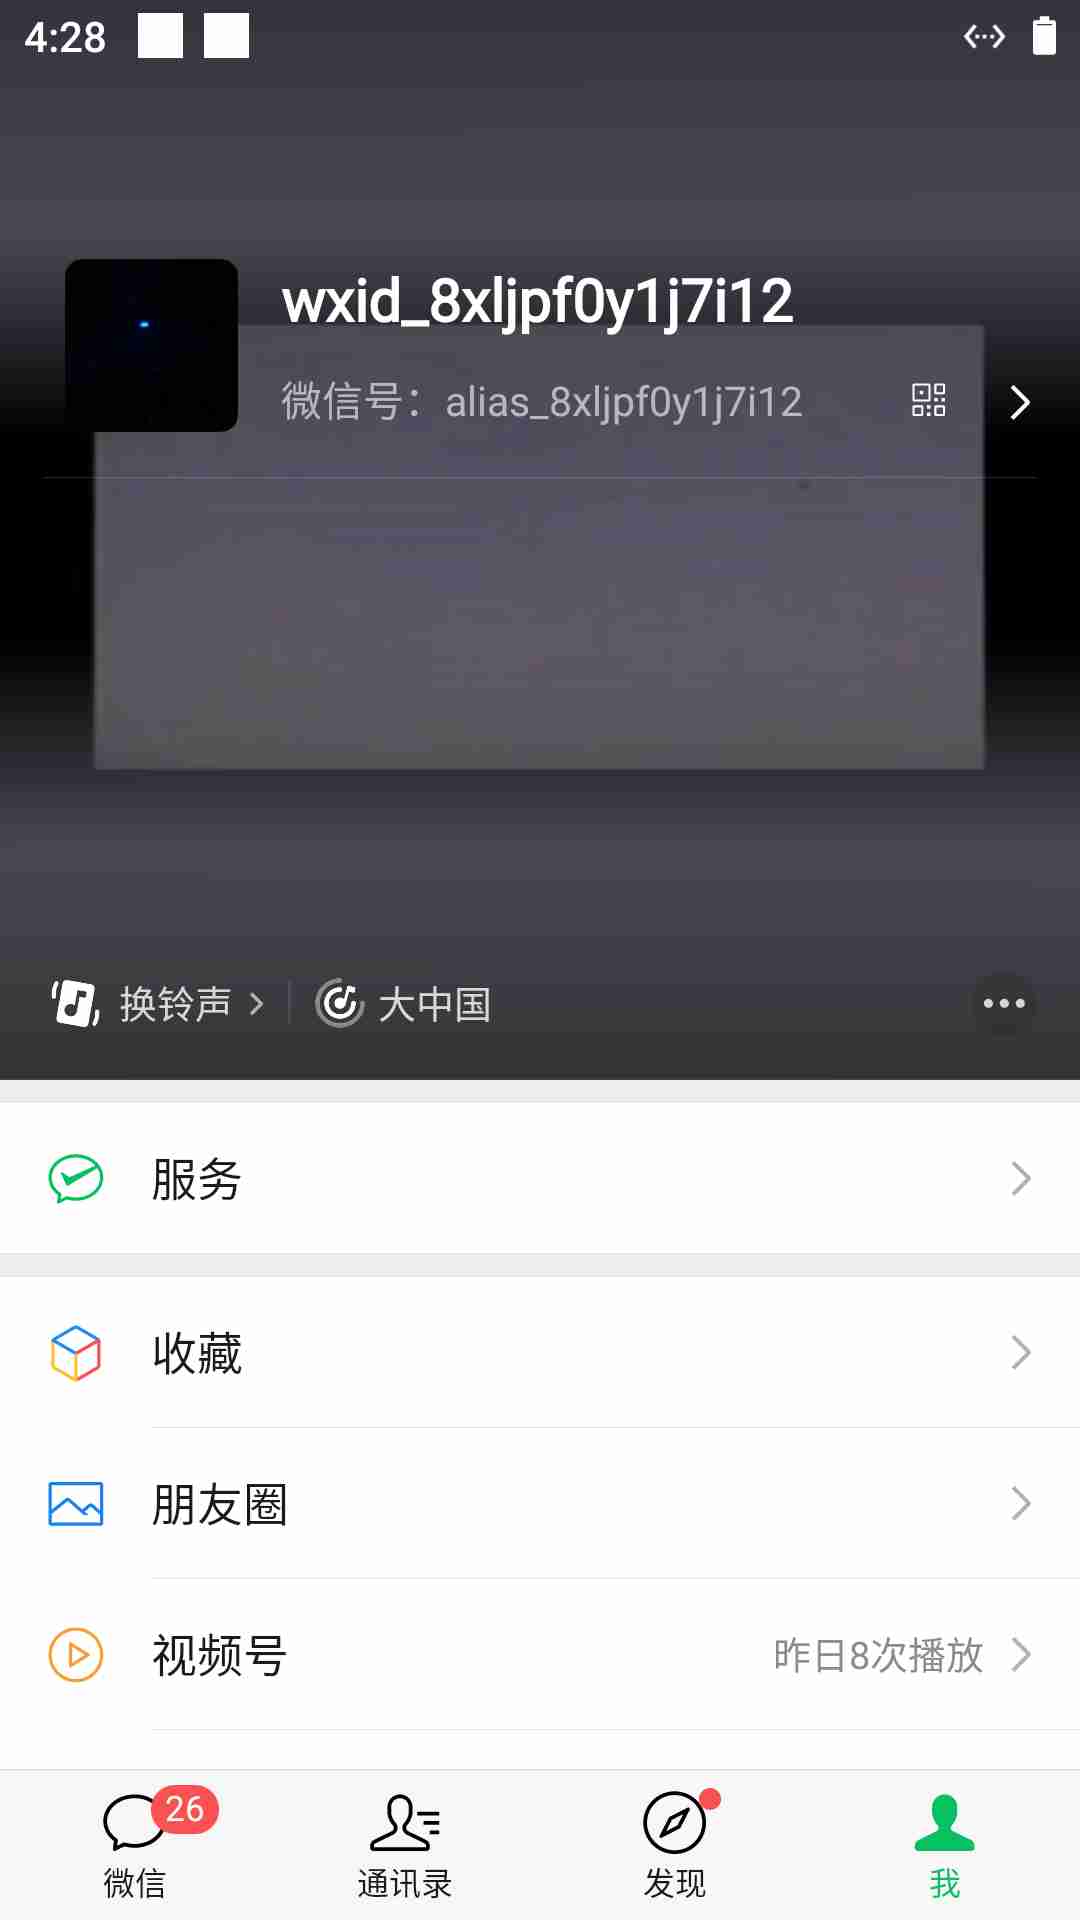 4:28
wxid_8xljpf0y1j7i12
微信号：alias_8xljpf0y1j7i12
换铃声
大中国
服务
收藏
朋友圈
视频号 昨日8次播放
26
微信 通讯录 发现 我